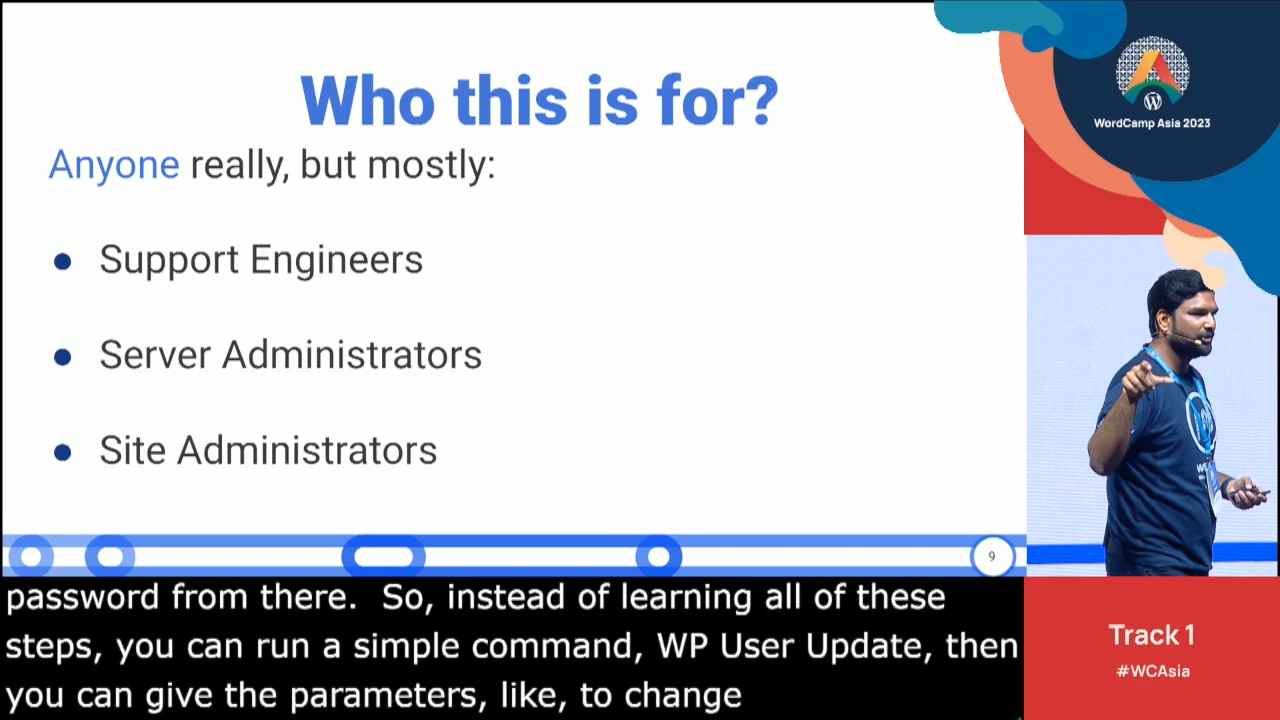 Who this is for?
Anyone really, but mostly:
● Support Engineers
● Server Administrators
● Site Administrators
9
password from there.  So, instead of learning all of these
steps, you can run a simple command, WP User Update, then
you can give the parameters, like, to change
WordCamp Asia 2023
Track 1
#WCAsia